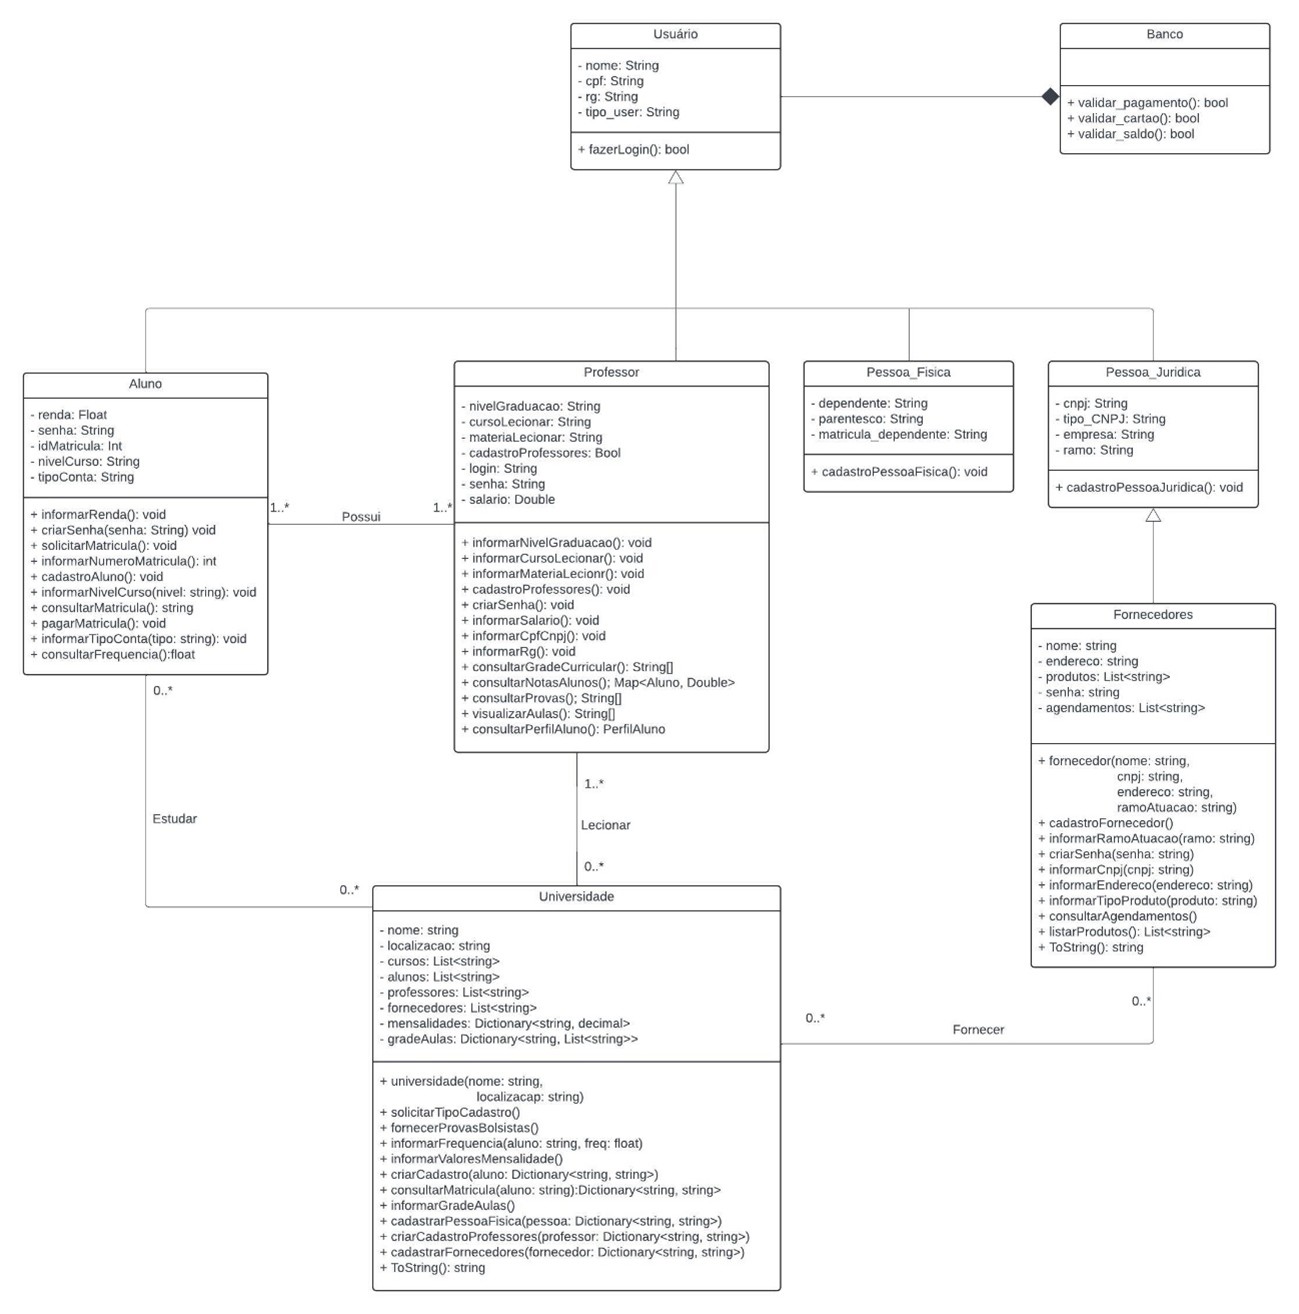 Usuário
- nome: String
- cpf: String
- rg: String
- tipo_user: String
+ fazerLogin(): bool
Banco
+ validar_pagamento(): bool
+ validar_cartao(): bool
+ validar_saldo(): bool
Aluno
- renda: Float
- senha: String
- idMatricula: Int
- nivelCurso: String
- tipoConta: String
+ informarRenda(): void
+ criarSenha(senha: String) void
+ solicitarMatricula(): void
+ informarNumeroMatricula(): int
+ cadastroAluno(): void
+ informarNivelCurso(nivel: string): void
+ consultarMatricula(): string
+ pagarMatricula(): void
+ informarTipoConta(tipo: string): void
+ consultarFrequencia():float
1..*
Possui
1..*
Professor
- nivelGraduacao: String
- cursoLecionar: String
- materiaLecionar: String
- cadastroProfessores: Bool
- login: String
- senha: String
- salario: Double
+ informarNivelGraduacao(): void
+ informarCursoLecionar(): void
+ informarMateriaLecionr(): void
+ cadastroProfessores(): void
+ criarSenha(): void
+ informarSalario(): void
+ informarCpfCnpj(): void
+ informarRg(): void
+ consultarGradeCurricular(): String[]
+ consultarNotasAlunos(); Map<Aluno, Double>
+ consultarProvas(); String[]
+ visualizarAulas(): String[]
+ consultarPerfilAluno(): PerfilAluno
Pessoa_Fisica
- dependente: String
- parentesco: String
- matricula_dependente: String
+ cadastroPessoaFisica(): void
Pessoa_Juridica
- cnpj: String
- tipo_CNPJ: String
- empresa: String
- ramo: String
+ cadastroPessoaJuridica(): void
Fornecedores
- nome: string
- endereco: string
- produtos: List<string>
- senha: string
- agendamentos: List<string>
+ fornecedor(nome: string,
cnpj: string,
endereco: string,
ramoAtuacao: string)
+ cadastroFornecedor()
+ informarRamoAtuacao(ramo: string)
+ criarSenha(senha: string)
+ informarCnpj(cnpj: string)
+ informarEndereco(endereco: string)
+ informarTipoProduto(produto: string)
+ consultarAgendamentos()
+ listarProdutos(): List<string>
+ ToString(): string
0..*
Estudar
0..*
1..*
Lecionar
0..*
Universidade
- nome: string
- localizacao: string
- cursos: List<string>
- alunos: List<string>
- professores: List<string>
- fornecedores: List<string>
- mensalidades: Dictionary<string, decimal>
- gradeAulas: Dictionary<string, List<string>>
+ universidade(nome: string,
localizacap: string)
+ solicitarTipoCadastro()
+ fornecerProvasBolsistas()
+ informarFrequencia(aluno: string, freq: float)
+ informarValoresMensalidade()
+ criarCadastro(aluno: Dictionary<string, string>)
+ consultarMatricula(aluno: string):Dictionary<string, string>
+ informarGradeAulas()
+ cadastrarPessoaFisica(pessoa: Dictionary<string, string>)
+ criarCadastroProfessores(professor: Dictionary<string, string>)
+ cadastrarFornecedores(fornecedor: Dictionary<string, string>)
+ ToString(): string
0..*
Fornecer
0..*